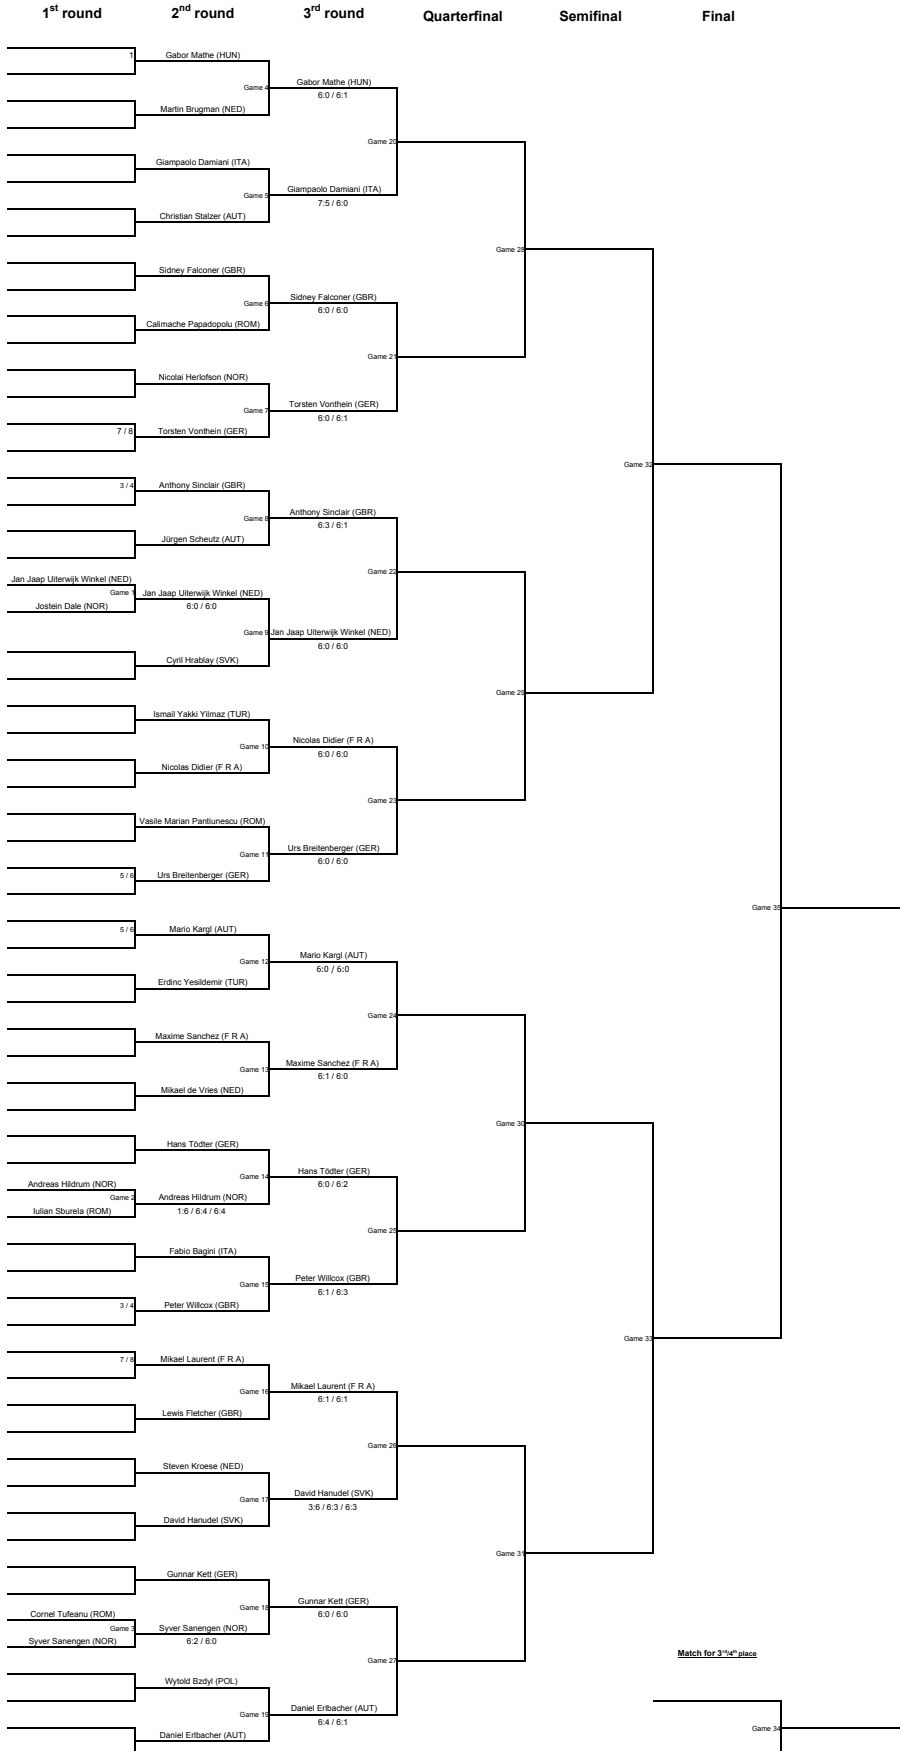 1st round 2nd round 3rd round Quarterfinal Semifinal Final
1 Gabor Mathe (HUN)
Game 4 Gabor Mathe (HUN)
6:0 / 6:1
Martin Brugman (NED)
Game 20
Giampaolo Damiani (ITA)
Game 5 Giampaolo Damiani (ITA)
7:5 / 6:0
Christian Stalzer (AUT)
Game 28
Sidney Falconer (GBR)
Game 6 Sidney Falconer (GBR)
6:0 / 6:0
Calimache Papadopolu (ROM)
Game 21
Nicolai Herlofson (NOR)
Game 7 Torsten Vonthein (GER)
6:0 / 6:1
7 / 8 Torsten Vonthein (GER)
Game 32
3 / 4 Anthony Sinclair (GBR)
Game 8 Anthony Sinclair (GBR)
6:3 / 6:1
Jürgen Scheutz (AUT)
Game 22
Jan Jaap Uiterwijk Winkel (NED)
Game 1 Jan Jaap Uiterwijk Winkel (NED)
Jostein Dale (NOR) 6:0 / 6:0
Game 9 Jan Jaap Uiterwijk Winkel (NED)
6:0 / 6:0
Cyril Hrablay (SVK)
Game 29
Ismail Yakki Yilmaz (TUR)
Game 10 Nicolas Didier (F R A)
6:0 / 6:0
Nicolas Didier (F R A)
Game 23
Vasile Marian Pantiunescu (ROM)
Game 11 Urs Breitenberger (GER)
6:0 / 6:0
5 / 6 Urs Breitenberger (GER)
Game 35
5 / 6 Mario Kargl (AUT)
Game 12 Mario Kargl (AUT)
6:0 / 6:0
Erdinc Yesildemir (TUR)
Game 24
Maxime Sanchez (F R A)
Game 13 Maxime Sanchez (F R A)
6:1 / 6:0
Mikael de Vries (NED)
Game 30
Hans Tödter (GER)
Game 14 Hans Tödter (GER)
6:0 / 6:2
Andreas Hildrum (NOR)
Game 2 Andreas Hildrum (NOR)
Iulian Sburela (ROM) 1:6 / 6:4 / 6:4
Game 25
Fabio Bagini (ITA)
Game 15 Peter Willcox (GBR)
6:1 / 6:3
3 / 4 Peter Willcox (GBR)
Game 33
7 / 8 Mikael Laurent (F R A)
Game 16 Mikael Laurent (F R A)
6:1 / 6:1
Lewis Fletcher (GBR)
Game 26
Steven Kroese (NED)
Game 17 David Hanudel (SVK)
3:6 / 6:3 / 6:3
David Hanudel (SVK)
Game 31
Gunnar Kett (GER)
Game 18 Gunnar Kett (GER)
6:0 / 6:0
Cornel Tufeanu (ROM)
Game 3 Syver Sanengen (NOR)
Syver Sanengen (NOR) 6:2 / 6:0
Match for 3rd/4th place
Game 27
Wytold Bzdyl (POL)
Game 19 Daniel Erlbacher (AUT)
6:4 / 6:1
Game 34
Daniel Erlbacher (AUT)